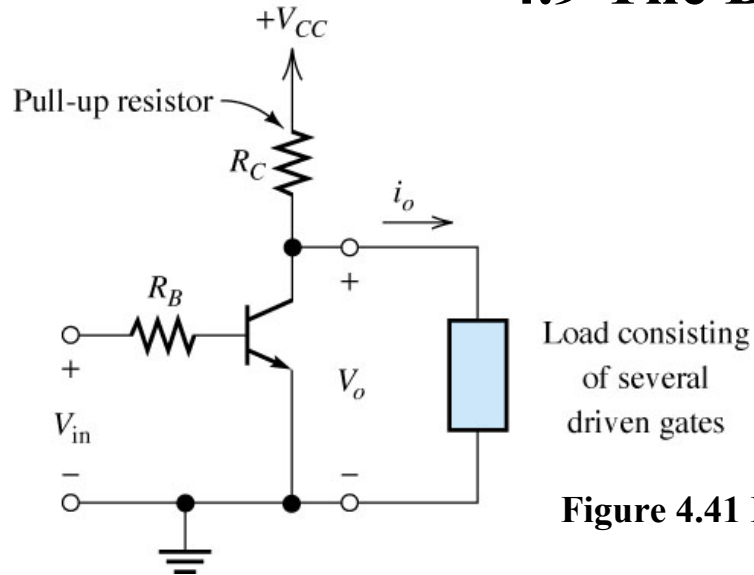 +V_CC
Pull-up resistor
R_C
i_o
+
R_B
+
V_in
−
V_o
−
Load consisting
of several
driven gates
Figure 4.41